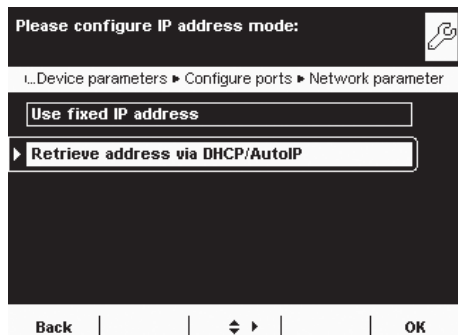 Please configure IP address mode:
...Device parameters ▸ Configure ports ▸ Network parameter
Use fixed IP address
Retrieve address via DHCP/AutoIP
Back
OK